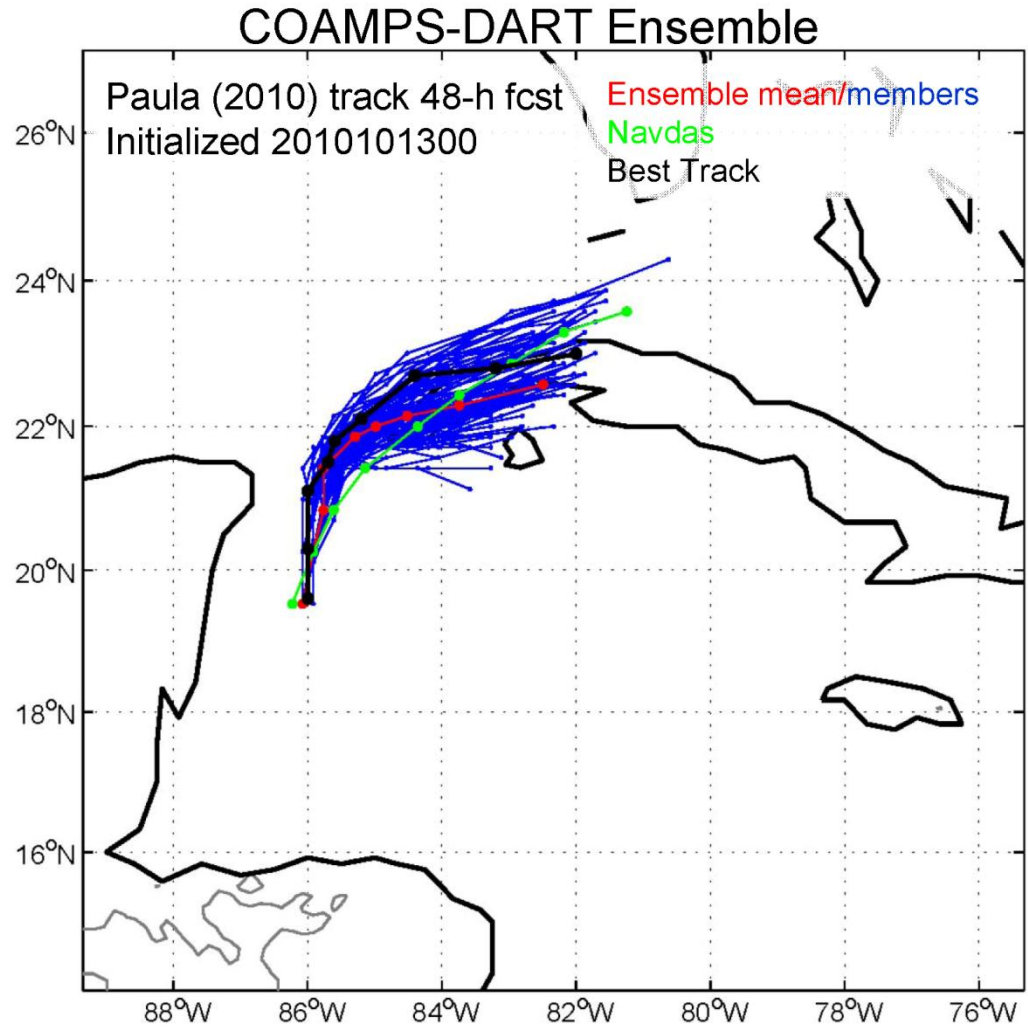 COAMPS-DART Ensemble
Paula (2010) track 48-h fcst
Initialized 2010101300
Ensemble mean/members
Navdas
Best Track
26°N
24°N
22°N
20°N
18°N
16°N
88°W 86°W 84°W 82°W 80°W 78°W 76°W